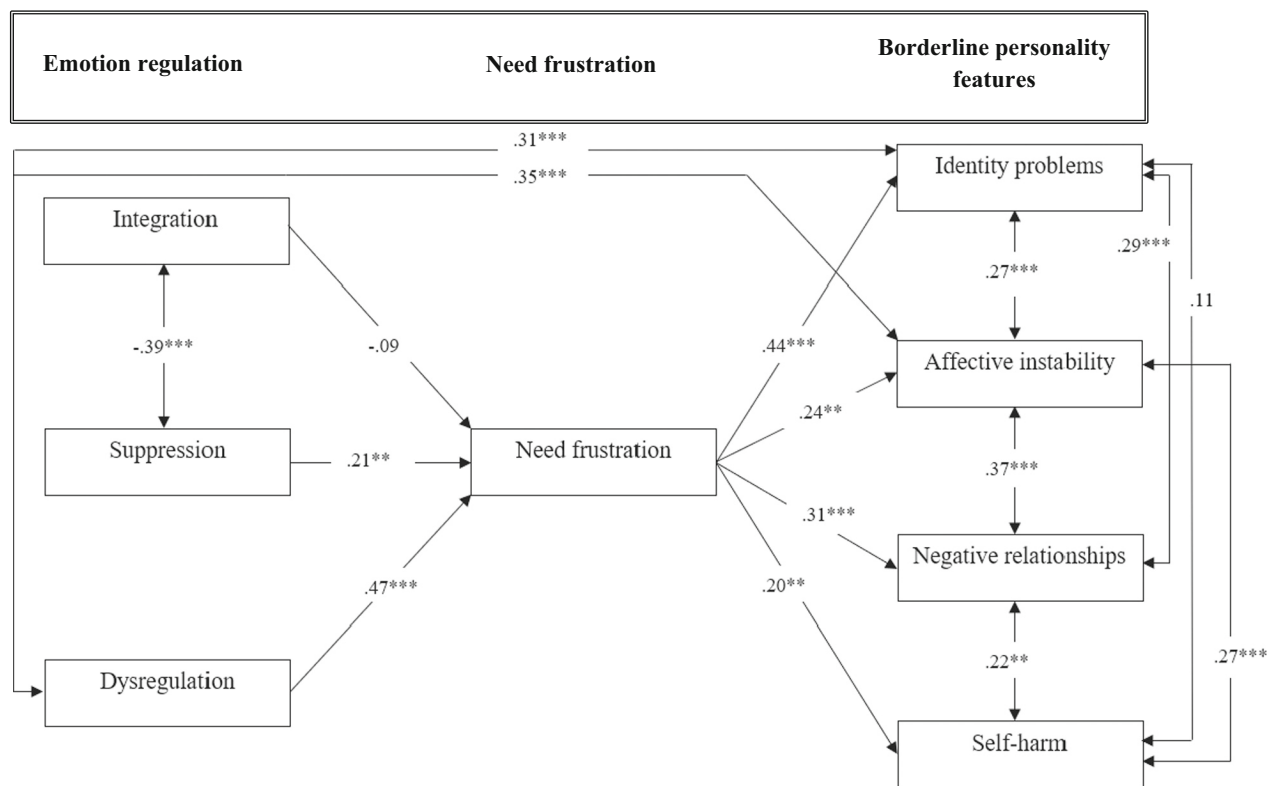 Emotion regulation
Need frustration
Borderline personality
features
.31***
.35***
Identity problems
Integration
.29***
.27***
.11
-.39***
-.09
.44***
Affective instability
.24**
Suppression
.21**
Need frustration
.37***
.31***
Negative relationships
.47***
.20**
.22**
.27***
Dysregulation
Self-harm